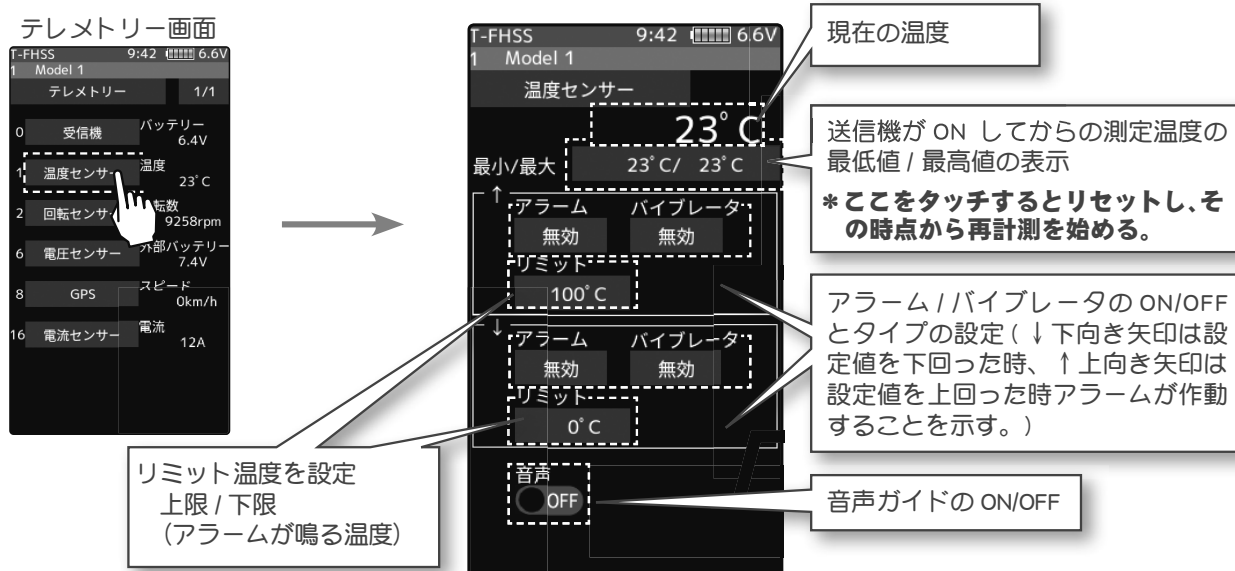 テレメトリー画面
T-FHSS 9:42 6.6V
1 Model 1
テレメトリー 1/1
0 受信機 バッテリー
6.4V
1 温度センサー 温度
23°C
2 回転センサ 転数
9258rpm
6 電圧センサー 外部バッテリー
7.4V
8 GPS スピード
0km/h
16 電流センサー 電流
12A
T-FHSS 9:42 6.6V
1 Model 1
温度センサー
23°C
最小/最大 23°C/ 23°C
↑
アラーム バイブレータ
無効 無効
リミット
100°C
↓
アラーム バイブレータ
無効 無効
リミット
0°C
音声
OFF
現在の温度
送信機が ON してからの測定温度の
最低値 / 最高値の表示
＊ここをタッチするとリセットし、そ
の時点から再計測を始める。
アラーム / バイブレータの ON/OFF
とタイプの設定 ( ↓下向き矢印は設
定値を下回った時、↑上向き矢印は
設定値を上回った時アラームが作動
することを示す。)
音声ガイドの ON/OFF
リミット温度を設定
上限 / 下限
（アラームが鳴る温度）